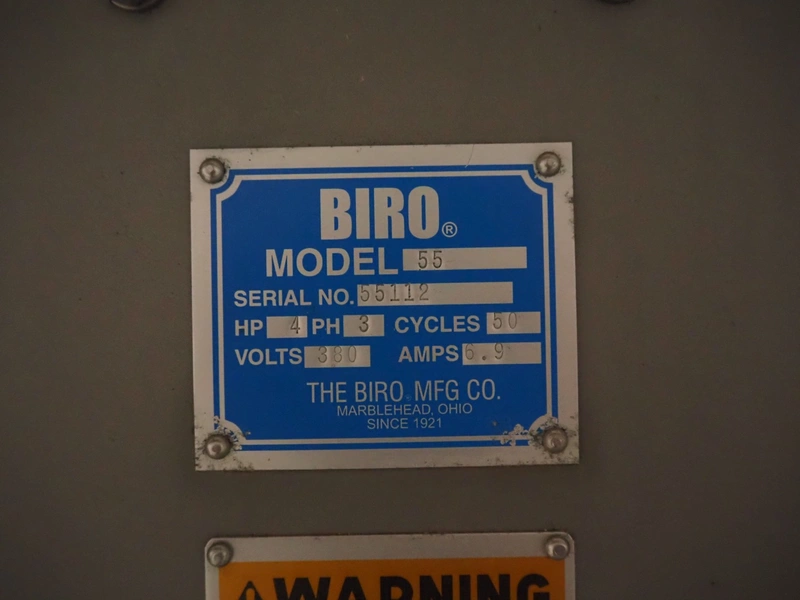 BIRO®
MODEL 55
SERIAL NO. 55112
HP 4 PH 3 CYCLES 50
VOLTS 380 AMPS 6.9
THE BIRO MFG CO.
MARBLEHEAD, OHIO
SINCE 1921
WARNING